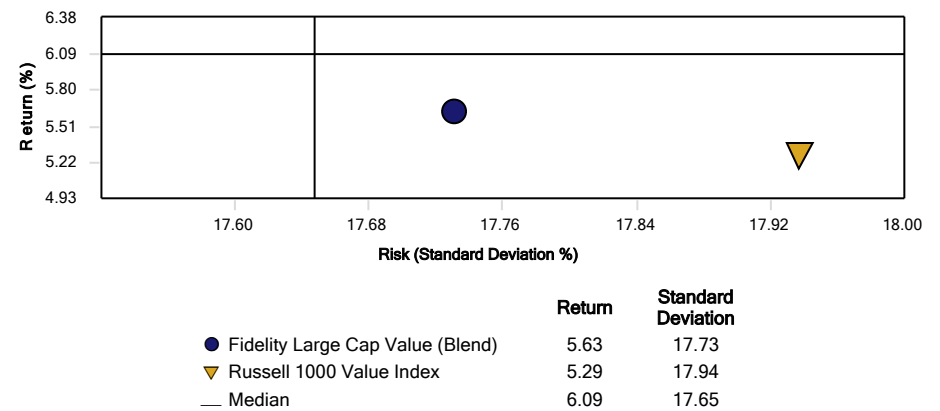 6.38
6.09
5.80
5.51
5.22
4.93
Return (%)
17.60 17.68 17.76 17.84 17.92 18.00
Risk (Standard Deviation %)
Return Standard Deviation
Fidelity Large Cap Value (Blend) 5.63 17.73
Russell 1000 Value Index 5.29 17.94
Median 6.09 17.65